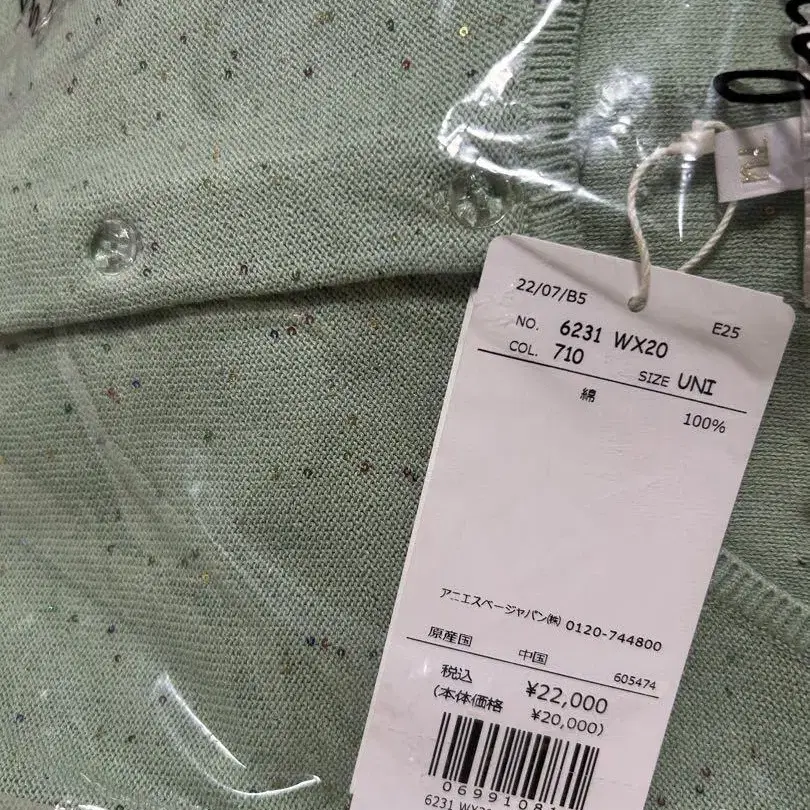 22/07/B5
E25
NO. 6231 WX20
COL. 710
SIZE UNI
綿 100%
アニエスベージャパン㈱ 0120-744800
原産国 中国
605474
税込 ¥22,000
(本体価格 ¥20,000)
0699108
6231